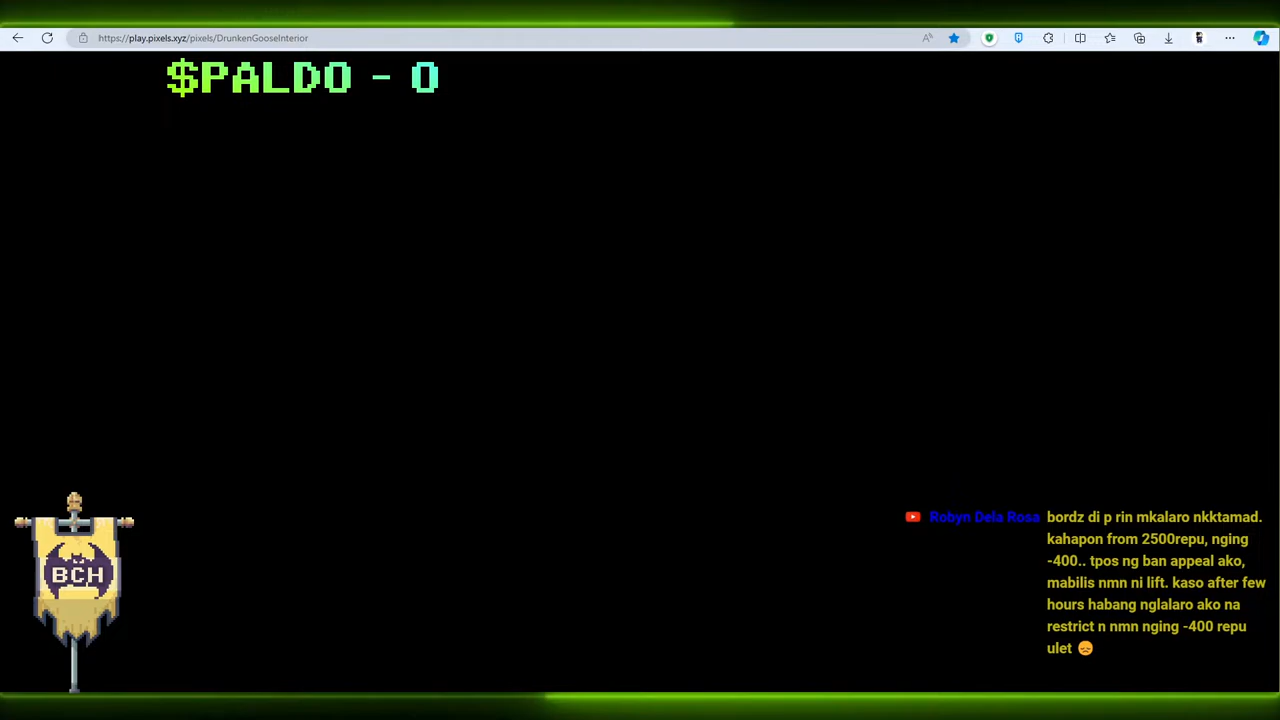 https://play.pixels.xyz/pixels/DrunkenGooseInterior
$PALDO - 0
BCH
Robyn Dela Rosa bordz di p rin mkalaro nkktamad.
kahapon from 2500repu, nging
-400.. tpos ng ban appeal ako,
mabilis nmn ni lift. kaso after few
hours habang nglalaro ako na
restrict n nmn nging -400 repu
ulet 😞